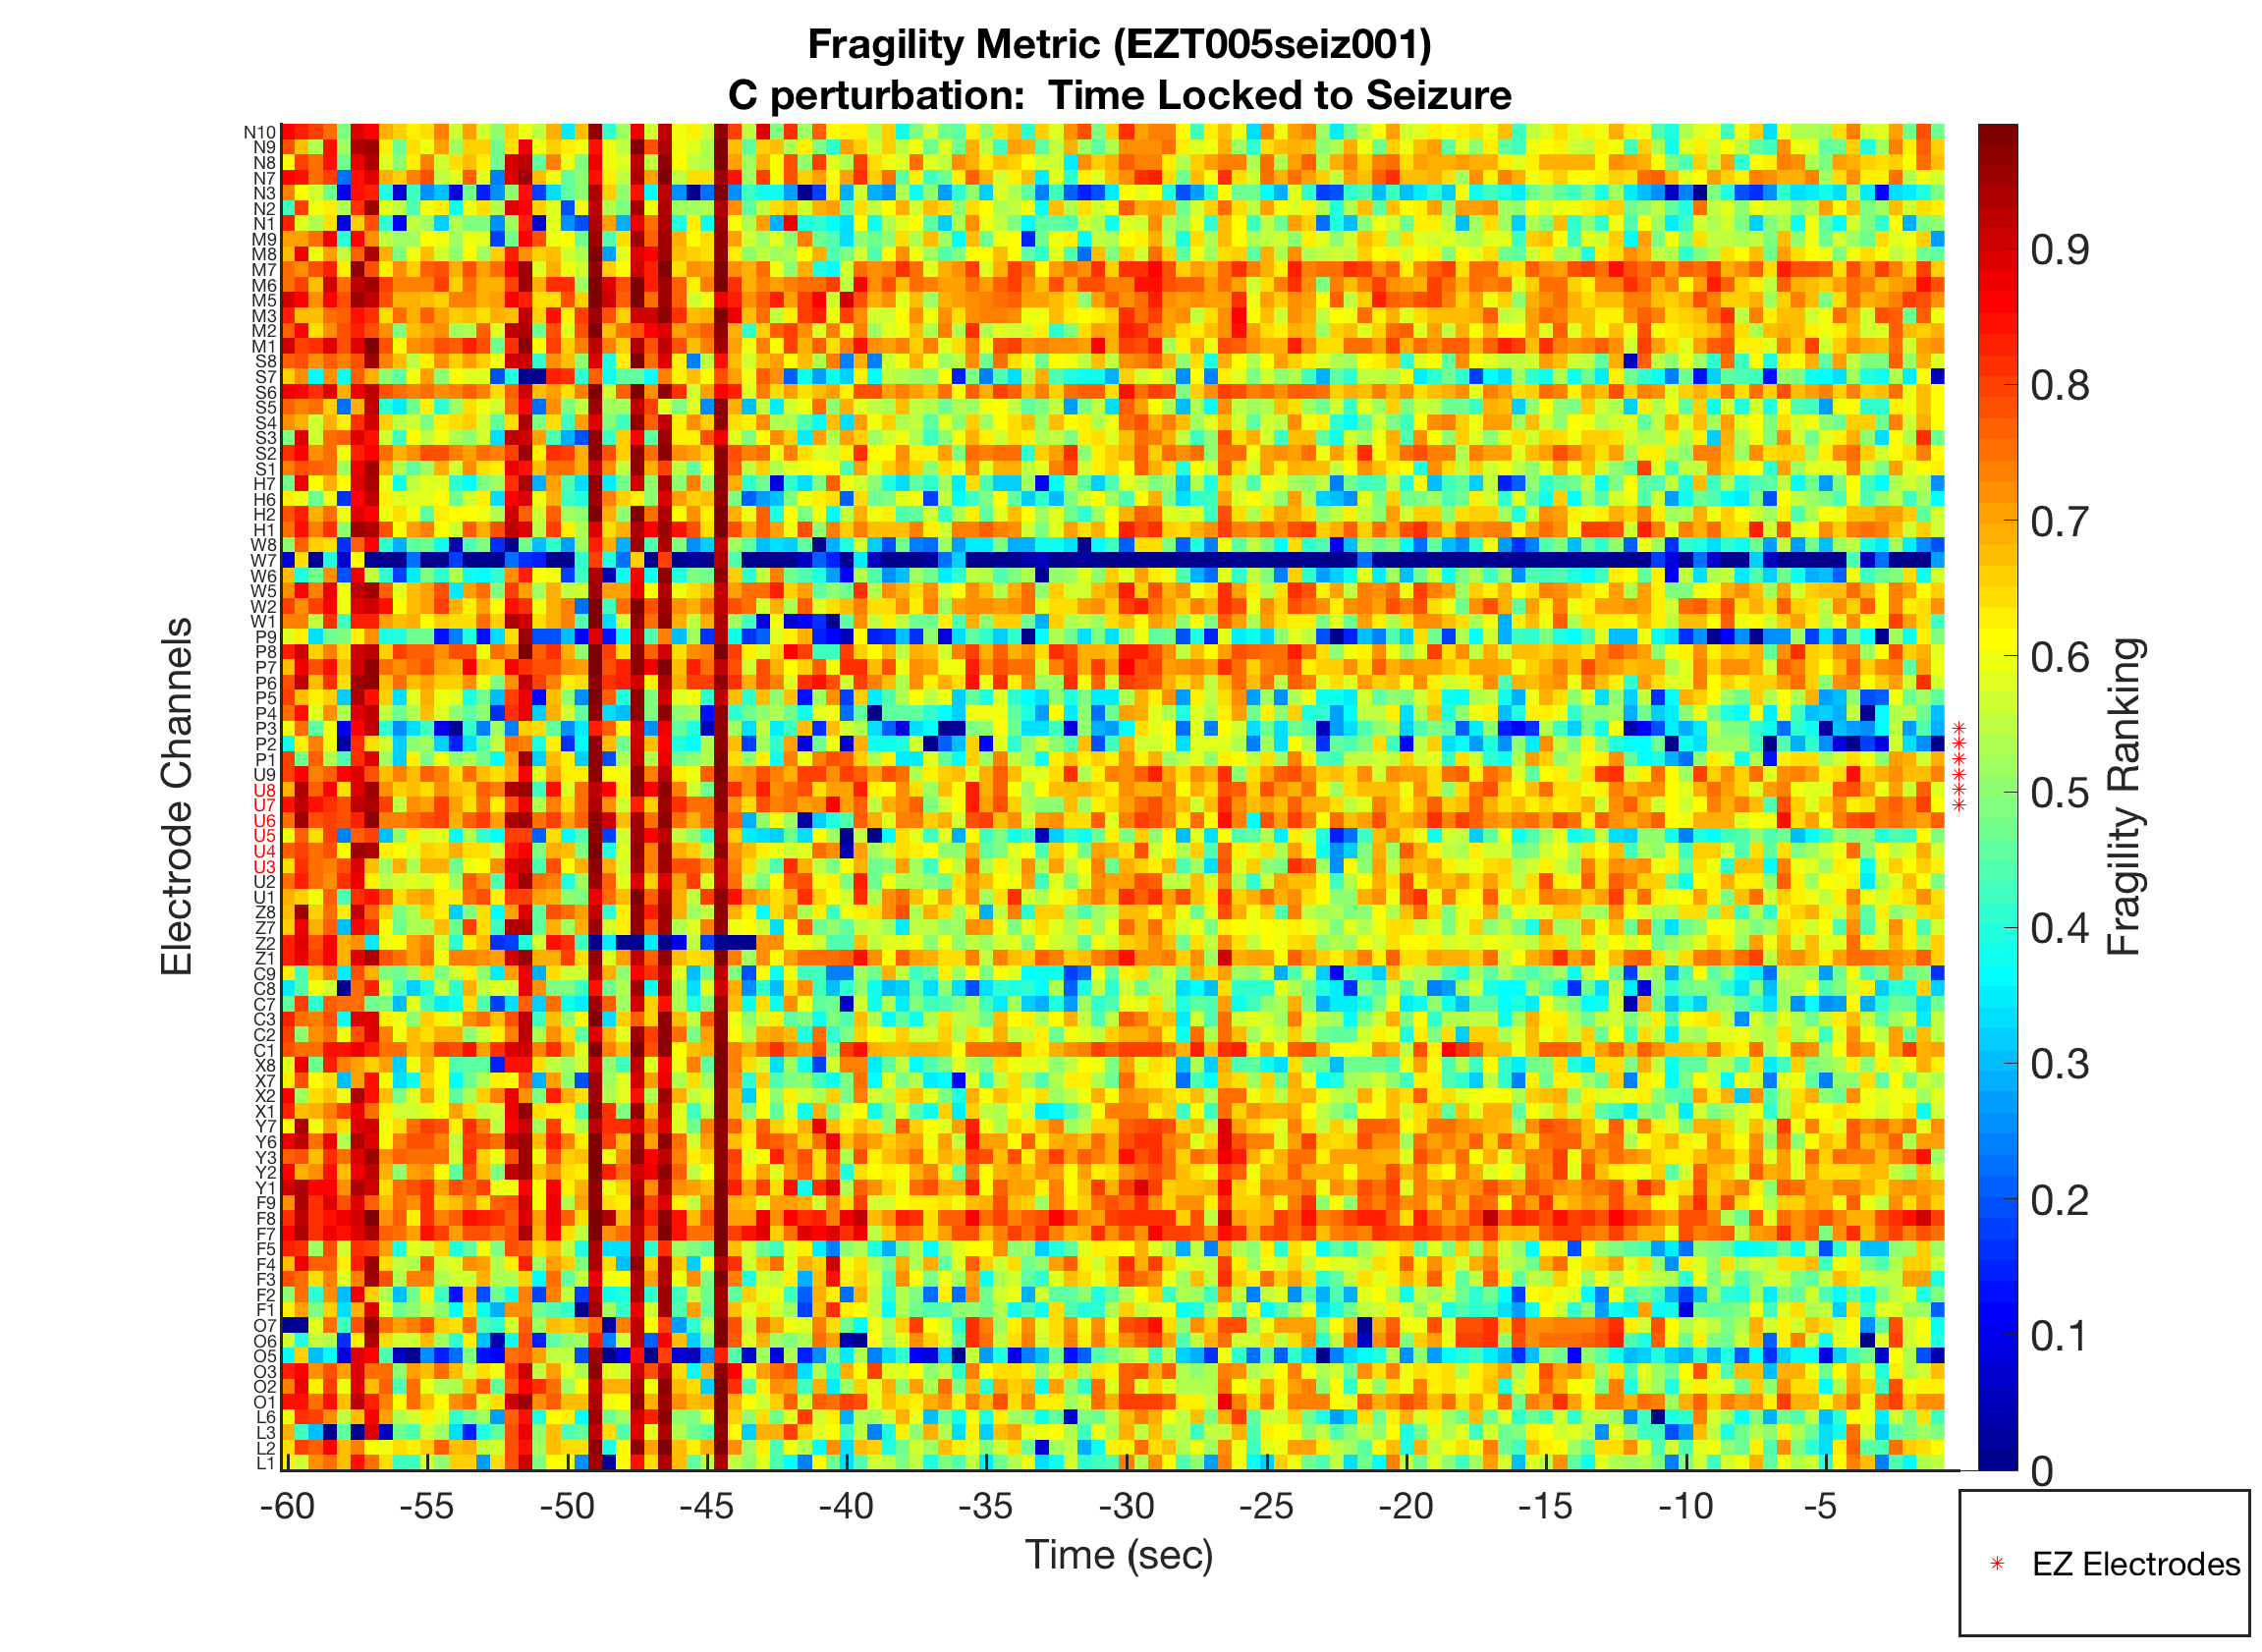 Fragility Metric (EZT005seiz001)
C perturbation: Time Locked to Seizure
N10
N9
N8
N7
N3
N2
N1
M9
M8
M7
M6
M5
M3
M2
M1
S8
S7
S6
S5
S4
S3
S2
S1
H7
H6
H2
H1
W8
W7
W6
W5
W2
W1
P9
P8
P7
P6
P5
P4
P3
P2
P1
U9
U8
U7
U6
U5
U4
U3
U2
U1
Z8
Z7
Z2
Z1
C9
C8
C7
C3
C2
C1
X8
X7
X2
X1
Y7
Y6
Y3
Y2
Y1
F9
F8
F7
F5
F4
F3
F2
F1
O7
O6
O5
O3
O2
O1
L6
L3
L2
L1
Electrode Channels
-60 -55 -50 -45 -40 -35 -30 -25 -20 -15 -10 -5
Time (sec)
0.9
0.8
0.7
0.6
0.5
0.4
0.3
0.2
0.1
0
Fragility Ranking
EZ Electrodes